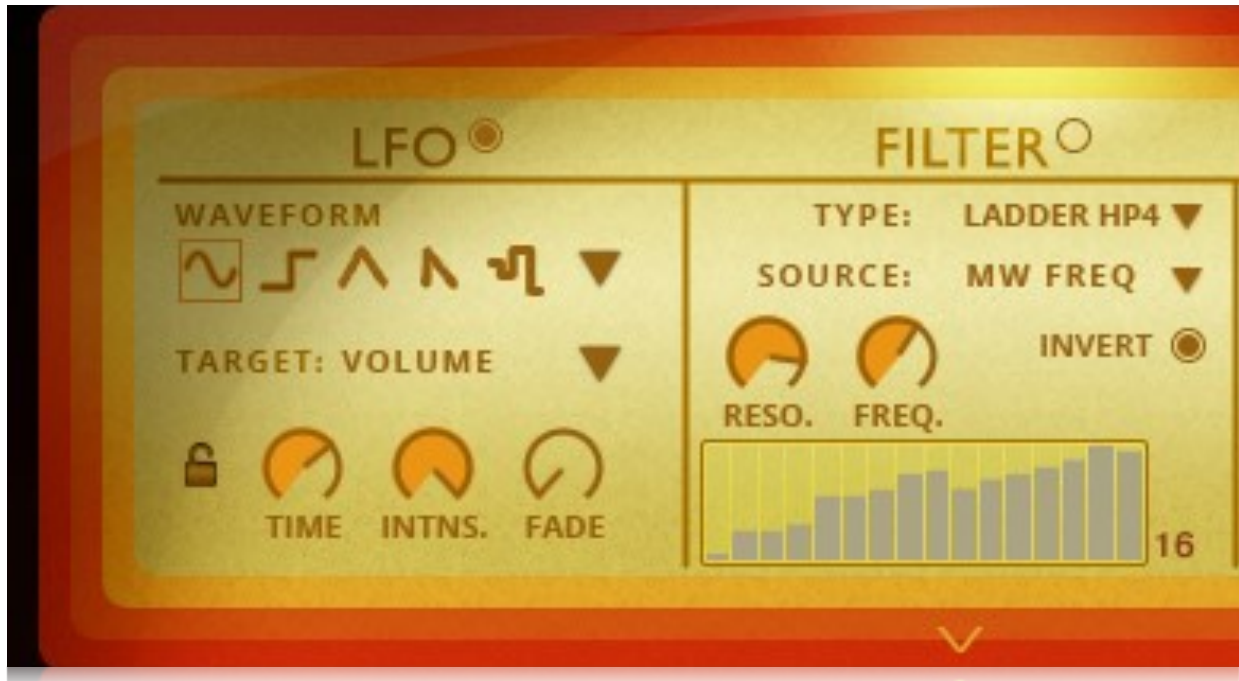 LFO
WAVEFORM
TARGET: VOLUME
TIME INTNS. FADE
FILTER
TYPE: LADDER HP4
SOURCE: MW FREQ
INVERT
RESO. FREQ.
16